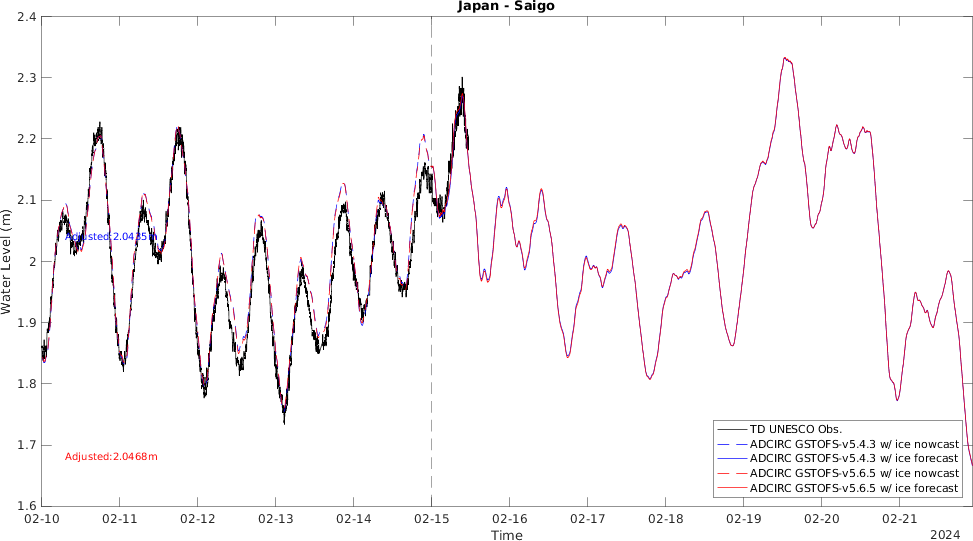 Japan - Saigo
2.4
2.3
2.2
2.1
2
1.9
1.8
1.7
1.6
Water Level (m)
Adjusted:2.0468m
02-10
02-11
02-12
02-13
02-14
02-15
02-16
02-17
02-18
02-19
02-20
02-21
Time
2024
TD UNESCO Obs.
ADCIRC GSTOFS-v5.4.3 w/ ice nowcast
ADCIRC GSTOFS-v5.4.3 w/ ice forecast
ADCIRC GSTOFS-v5.6.5 w/ ice nowcast
ADCIRC GSTOFS-v5.6.5 w/ ice forecast